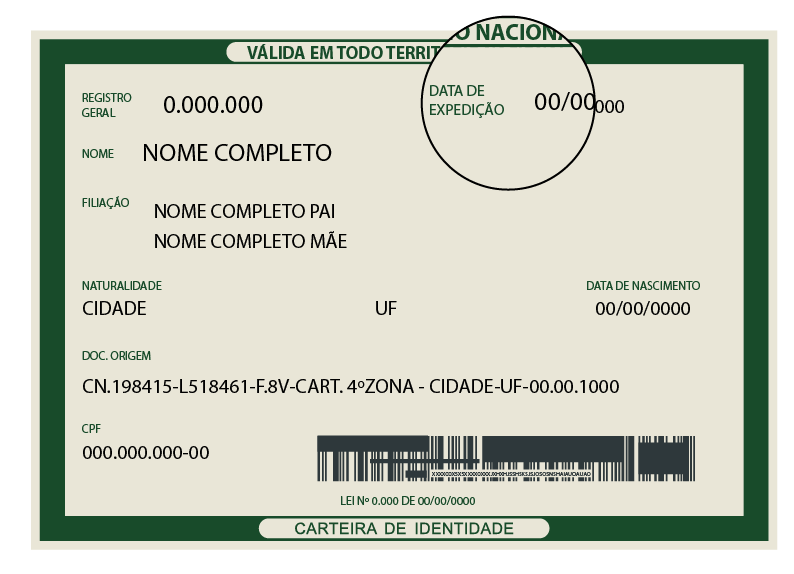 VÁLIDA EM TODO TERRIT O NACIONA
REGISTRO GERAL 0.000.000
DATA DE EXPEDIÇÃO 00/00 000
NOME NOME COMPLETO
FILIAÇÃO
NOME COMPLETO PAI
NOME COMPLETO MÃE
NATURALIDADE DATA DE NASCIMENTO
CIDADE UF 00/00/0000
DOC. ORIGEM
CN.198415-L518461-F.8V-CART. 4ºZONA - CIDADE-UF-00.00.1000
CPF
000.000.000-00
LEI Nº 0.000 DE 00/00/0000
CARTEIRA DE IDENTIDADE